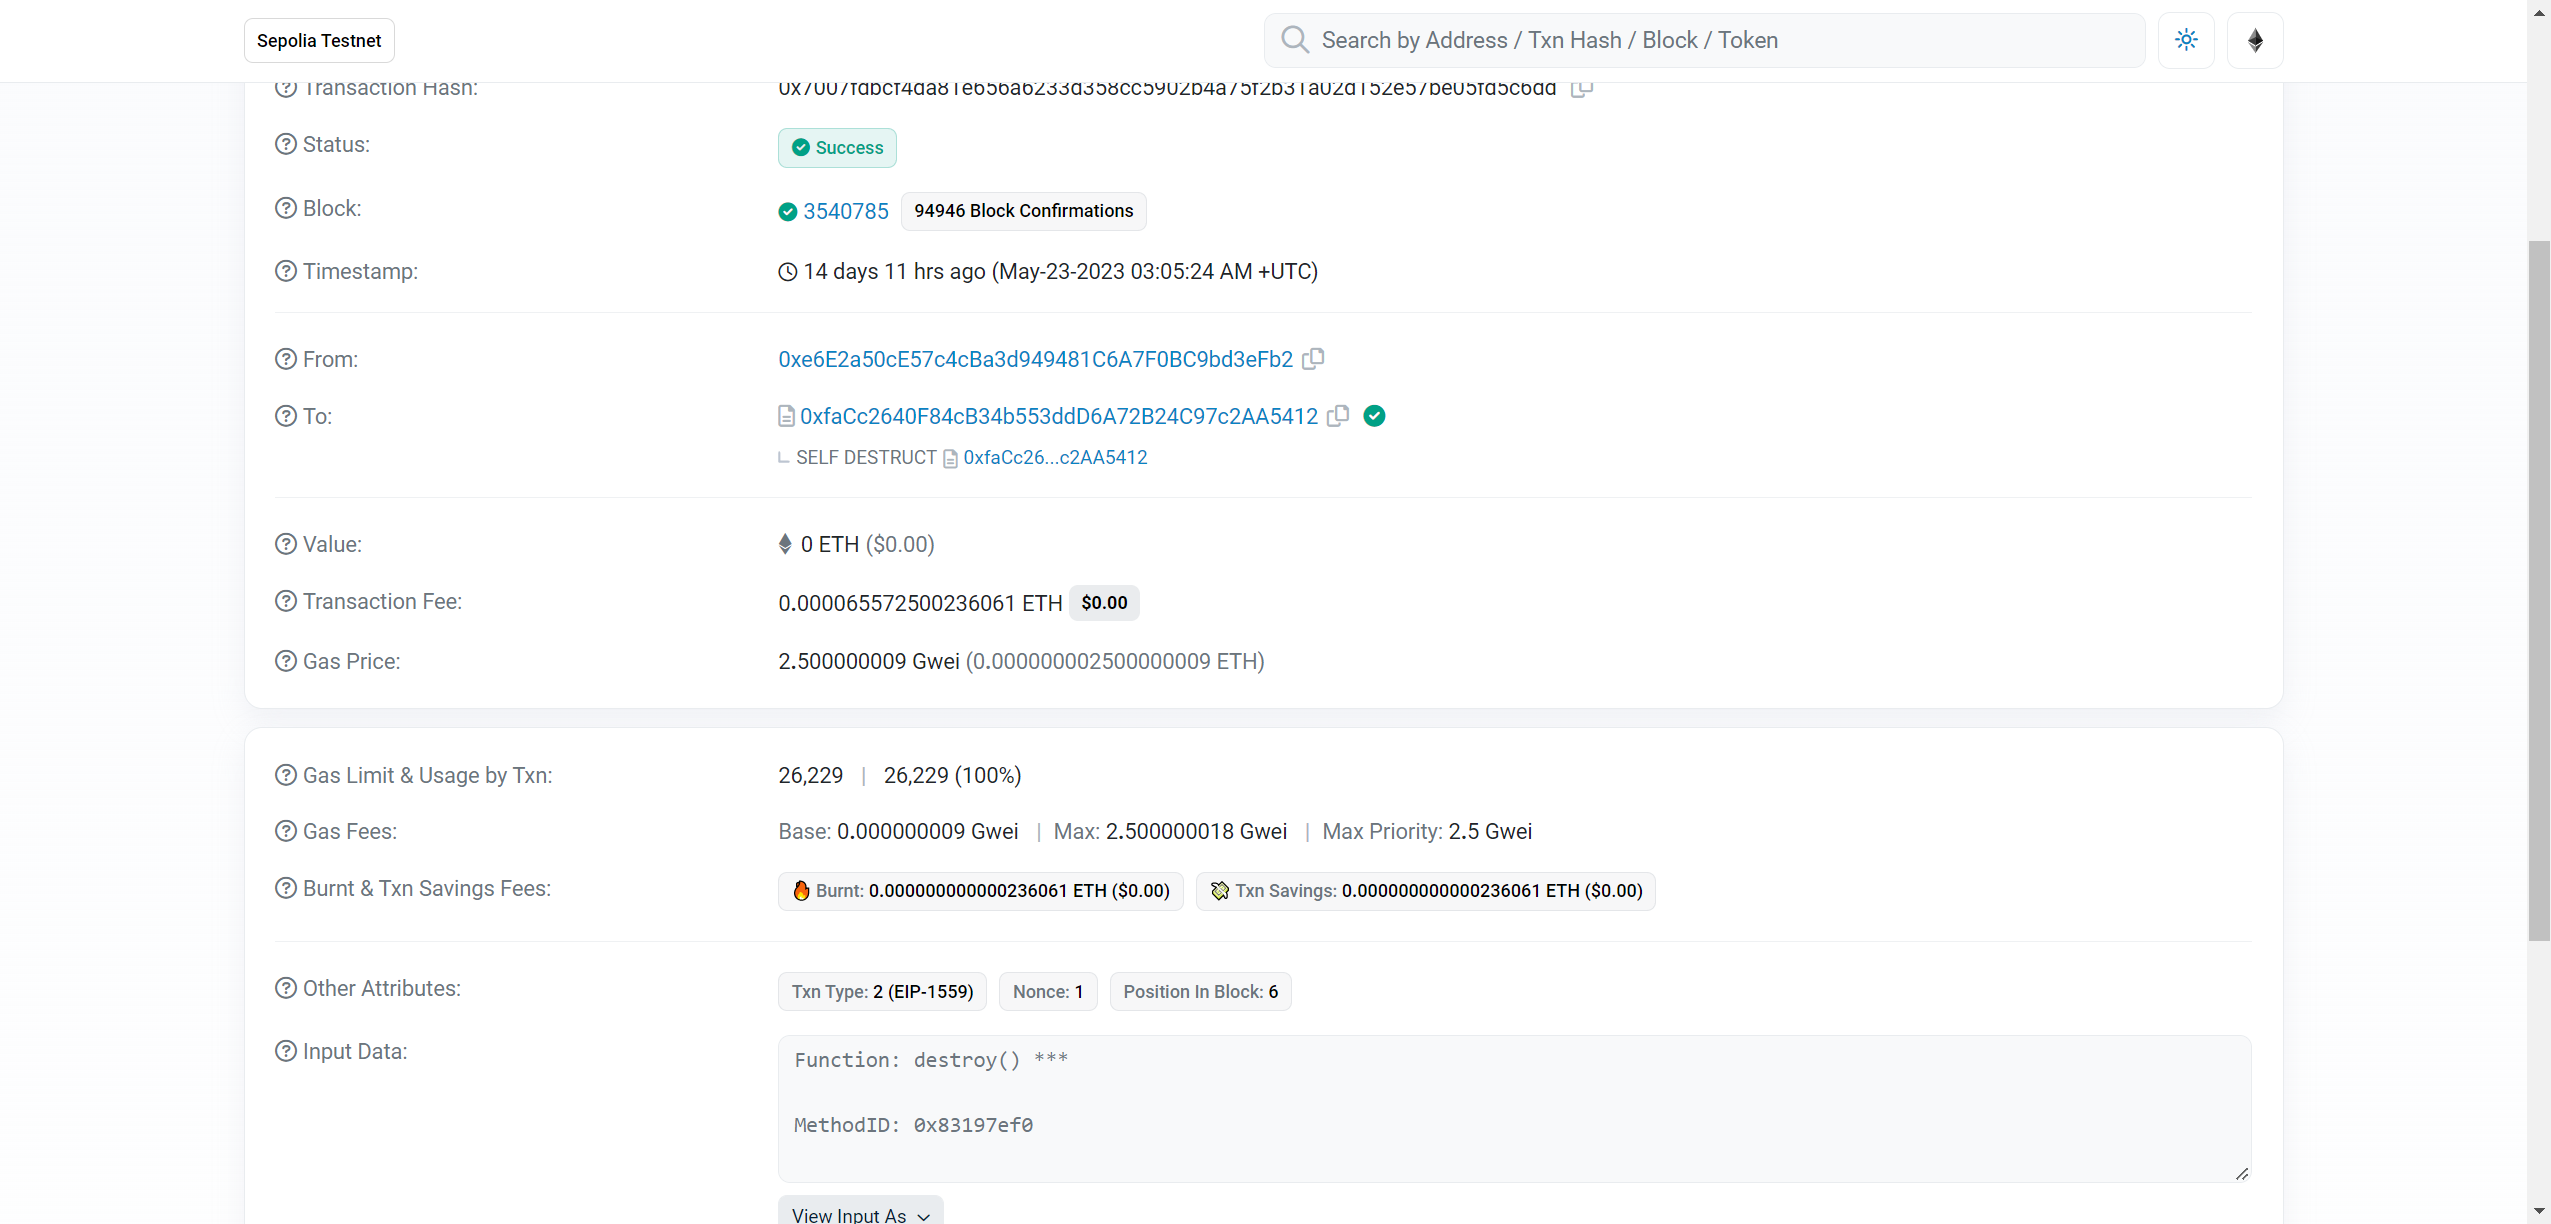 Sepolia Testnet
Search by Address / Txn Hash / Block / Token
Transaction Hash:
0x7007fdbcf4da81e656a6233d358cc5902b4a75f2b31a02d152e57be05fd5c6dd
Status:
Success
Block:
3540785 94946 Block Confirmations
Timestamp:
14 days 11 hrs ago (May-23-2023 03:05:24 AM +UTC)
From:
0xe6E2a50cE57c4cBa3d949481C6A7F0BC9bd3eFb2
To:
0xfaCc2640F84cB34b553ddD6A72B24C97c2AA5412
SELF DESTRUCT 0xfaCc26...c2AA5412
Value:
0 ETH ($0.00)
Transaction Fee:
0.000065572500236061 ETH $0.00
Gas Price:
2.500000009 Gwei (0.000000002500000009 ETH)
Gas Limit & Usage by Txn:
26,229 | 26,229 (100%)
Gas Fees:
Base: 0.000000009 Gwei | Max: 2.500000018 Gwei | Max Priority: 2.5 Gwei
Burnt & Txn Savings Fees:
Burnt: 0.000000000000236061 ETH ($0.00) Txn Savings: 0.000000000000236061 ETH ($0.00)
Other Attributes:
Txn Type: 2 (EIP-1559) Nonce: 1 Position In Block: 6
Input Data:
Function: destroy() ***
MethodID: 0x83197ef0
View Input As